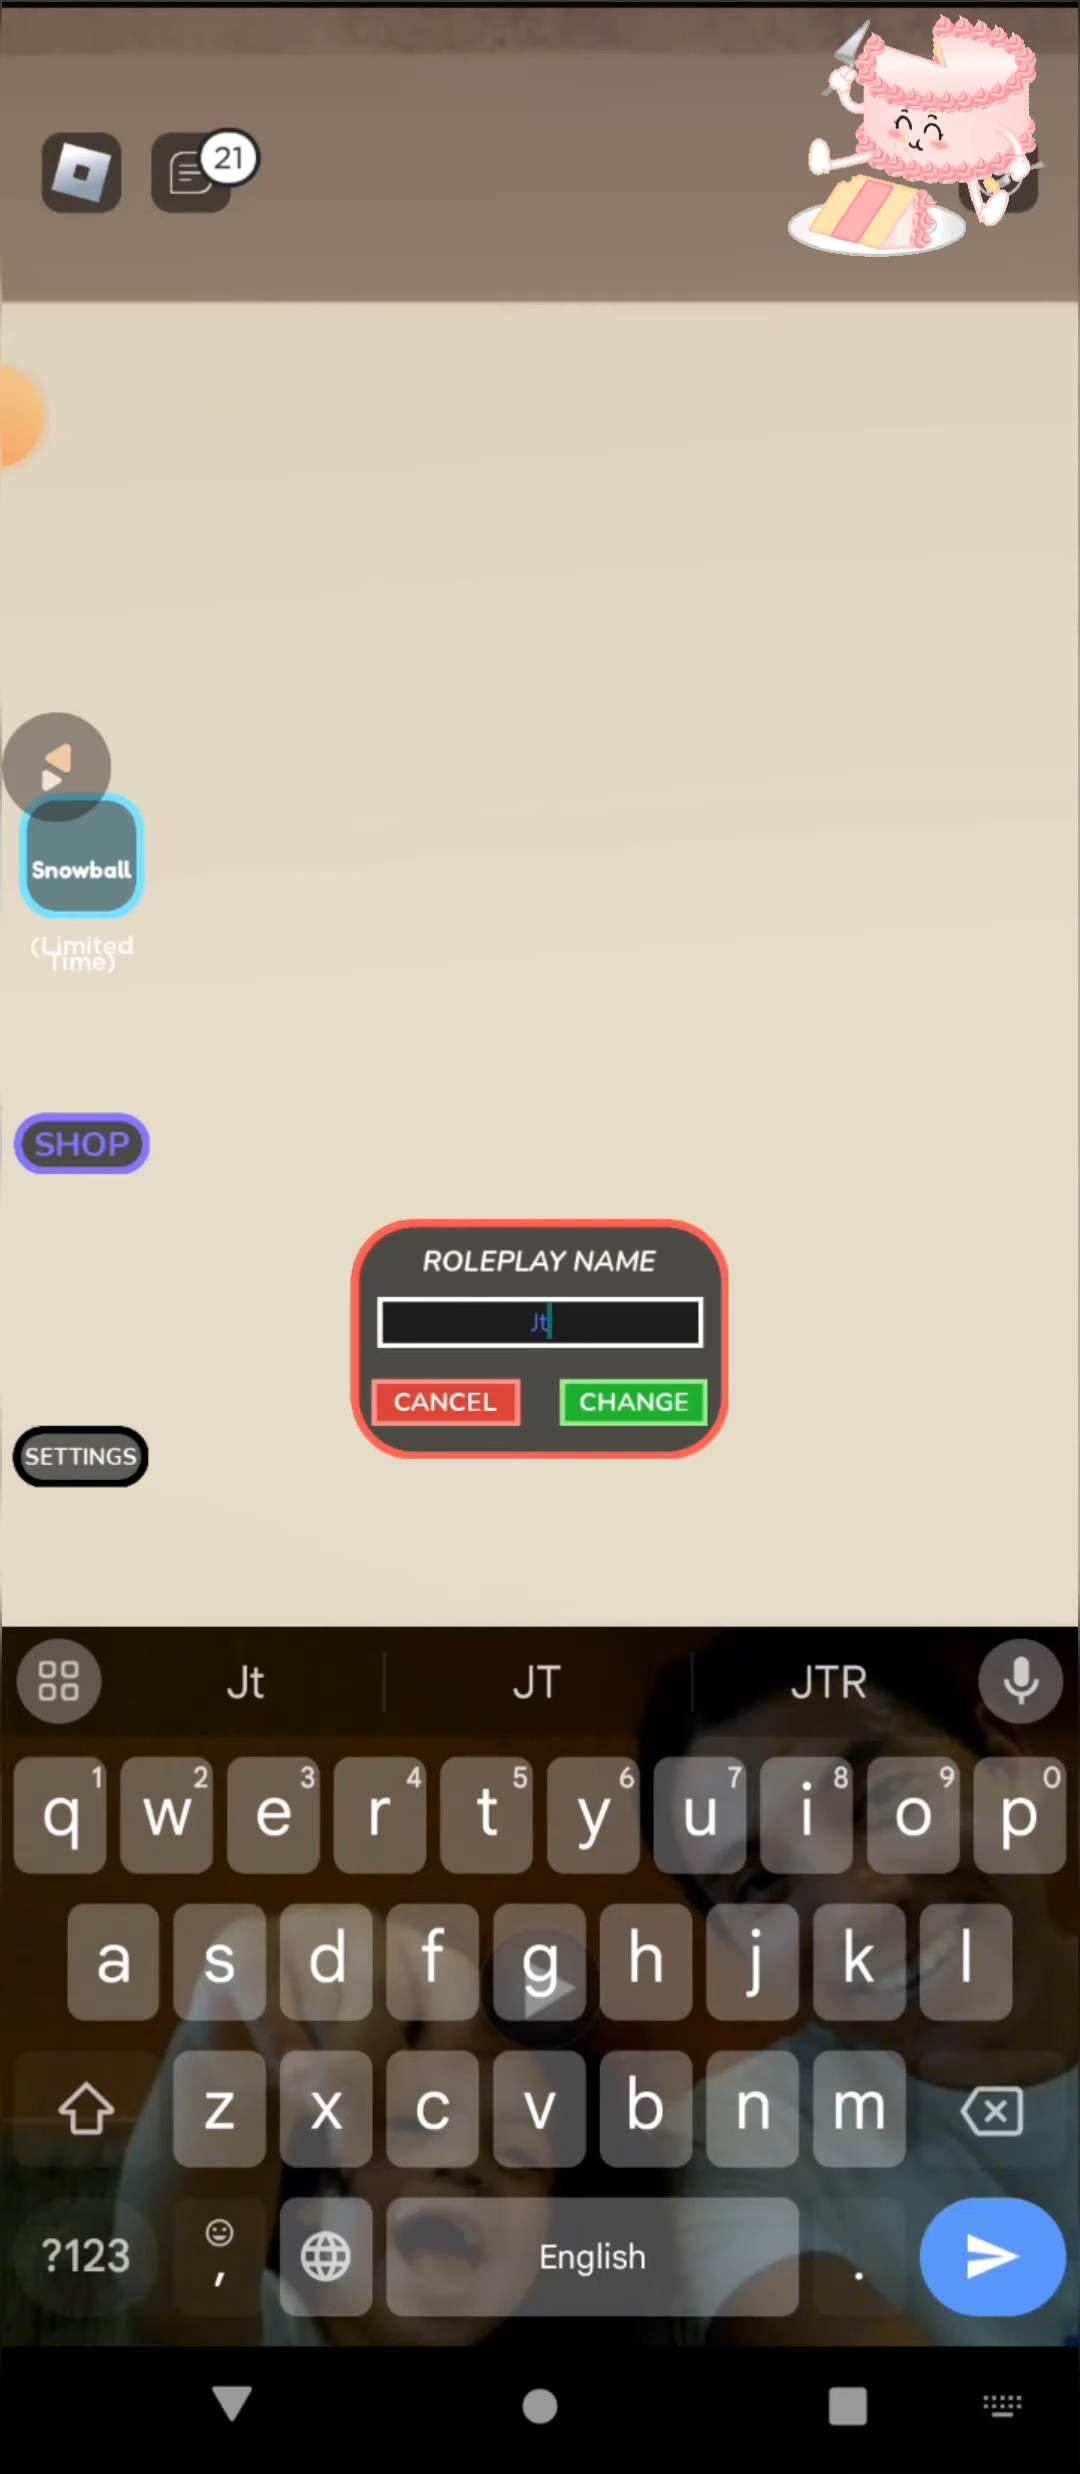 21
Snowball
(Limited
Time)
SHOP
ROLEPLAY NAME
Jt
CANCEL
CHANGE
SETTINGS
Jt
JT
JTR
1 2 3 4 5 6 7 8 9 0
q w e r t y u i o p
a s d f g h j k l
z x c v b n m
?123
,
English
.